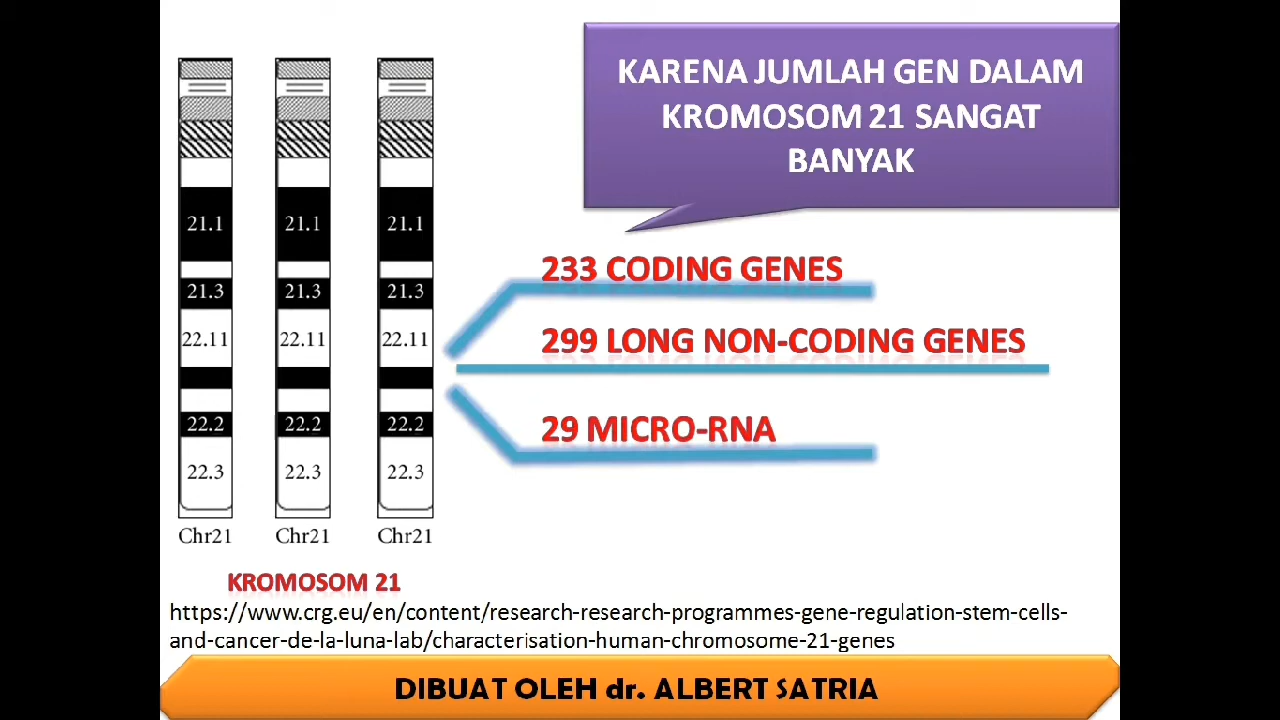 KARENA JUMLAH GEN DALAM
KROMOSOM 21 SANGAT
BANYAK
21.1 21.1 21.1
233 CODING GENES
21.3 21.3 21.3
22.11 22.11 22.11
299 LONG NON-CODING GENES
22.2 22.2 22.2
29 MICRO-RNA
22.3 22.3 22.3
Chr21 Chr21 Chr21
KROMOSOM 21
https://www.crg.eu/en/content/research-research-programmes-gene-regulation-stem-cells-
and-cancer-de-la-luna-lab/characterisation-human-chromosome-21-genes
DIBUAT OLEH dr. ALBERT SATRIA